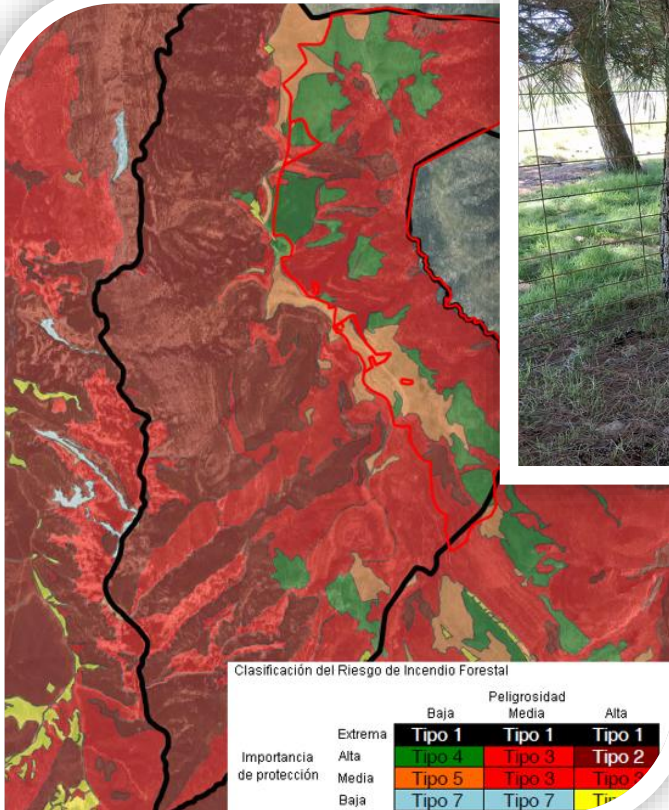 Clasificación del Riesgo de Incendio Forestal
Peligrosidad
Baja Media Alta
Extrema Tipo 1 Tipo 1 Tipo 1
Importancia de protección
Alta Tipo 4 Tipo 3 Tipo 2
Media Tipo 5 Tipo 3 Tipo
Baja Tipo 7 Tipo 7